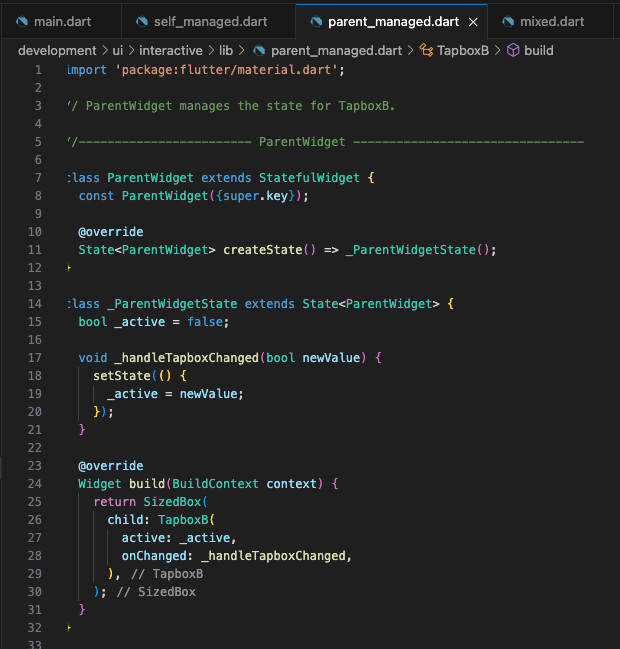 main.dart self_managed.dart parent_managed.dart mixed.dart
development > ui > interactive > lib > parent_managed.dart > TapboxB > build
1 import 'package:flutter/material.dart';
2
3 // ParentWidget manages the state for TapboxB.
4
5 //------------------------ ParentWidget --------------------------------
6
7 class ParentWidget extends StatefulWidget {
8 const ParentWidget({super.key});
9
10 @override
11 State<ParentWidget> createState() => _ParentWidgetState();
12 }
13
14 class _ParentWidgetState extends State<ParentWidget> {
15 bool _active = false;
16
17 void _handleTapboxChanged(bool newValue) {
18 setState(() {
19 _active = newValue;
20 });
21 }
22
23 @override
24 Widget build(BuildContext context) {
25 return SizedBox(
26 child: TapboxB(
27 active: _active,
28 onChanged: _handleTapboxChanged,
29 ), // TapboxB
30 ); // SizedBox
31 }
32 }
33